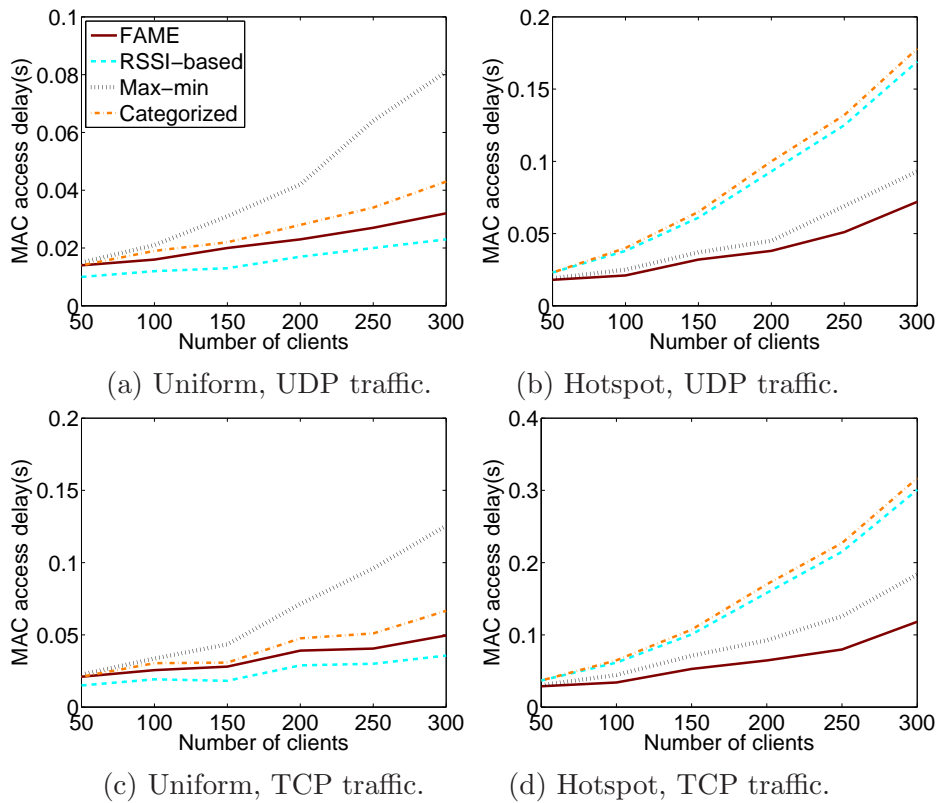 MAC access delay(s)
0.1
0.08
0.06
0.04
0.02
0
50 100 150 200 250 300
Number of clients
FAME
RSSI-based
Max-min
Categorized
(a) Uniform, UDP traffic.
MAC access delay(s)
0.2
0.15
0.1
0.05
0
50 100 150 200 250 300
Number of clients
(b) Hotspot, UDP traffic.
MAC access delay(s)
0.2
0.15
0.1
0.05
0
50 100 150 200 250 300
Number of clients
(c) Uniform, TCP traffic.
MAC access delay(s)
0.4
0.3
0.2
0.1
0
50 100 150 200 250 300
Number of clients
(d) Hotspot, TCP traffic.